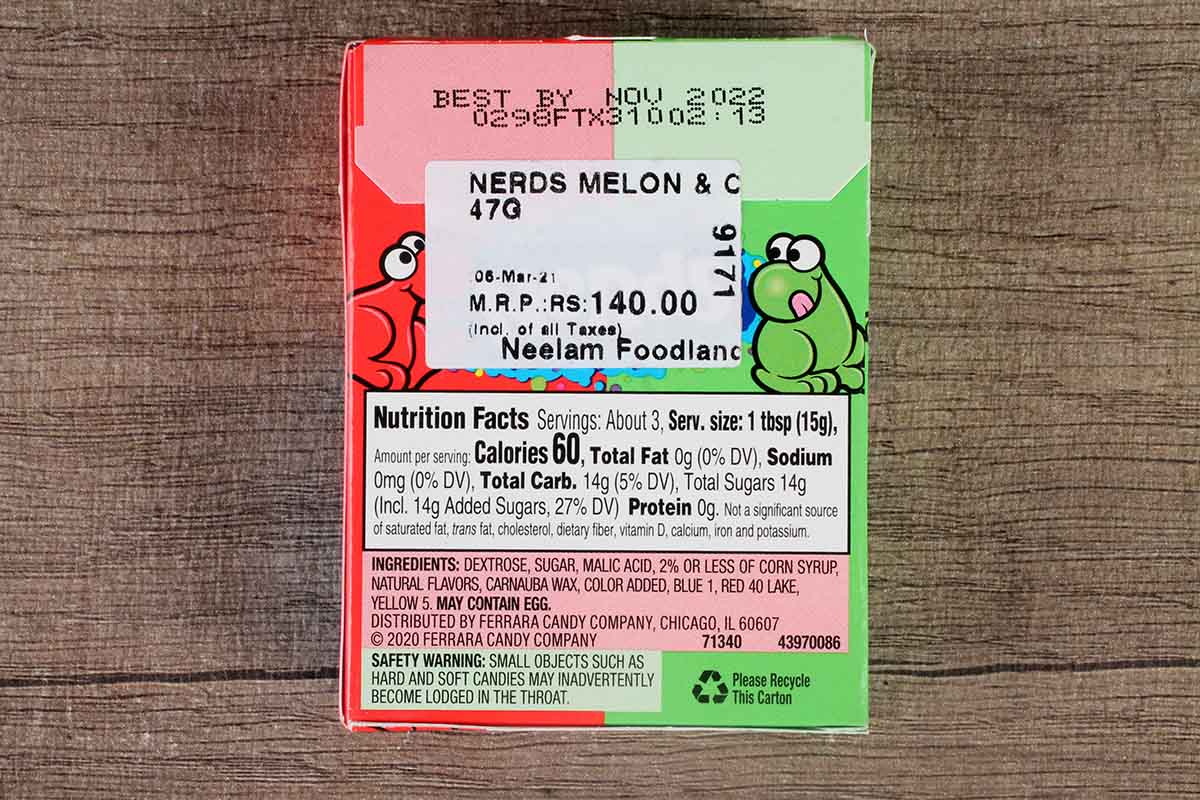 BEST BY NOV 2022
0298FTX31002:13
NERDS MELON & C
47G
9171
06-Mar-21
M.R.P.:RS:140.00
(Incl. of all Taxes)
Neelam Foodland
Nutrition Facts Servings: About 3, Serv. size: 1 tbsp (15g),
Amount per serving: Calories 60, Total Fat 0g (0% DV), Sodium
0mg (0% DV), Total Carb. 14g (5% DV), Total Sugars 14g
(Incl. 14g Added Sugars, 27% DV) Protein 0g. Not a significant source
of saturated fat, trans fat, cholesterol, dietary fiber, vitamin D, calcium, iron and potassium.
INGREDIENTS: DEXTROSE, SUGAR, MALIC ACID, 2% OR LESS OF CORN SYRUP,
NATURAL FLAVORS, CARNAUBA WAX, COLOR ADDED, BLUE 1, RED 40 LAKE,
YELLOW 5. MAY CONTAIN EGG.
DISTRIBUTED BY FERRARA CANDY COMPANY, CHICAGO, IL 60607
© 2020 FERRARA CANDY COMPANY 71340 43970086
SAFETY WARNING: SMALL OBJECTS SUCH AS
HARD AND SOFT CANDIES MAY INADVERTENTLY
BECOME LODGED IN THE THROAT.
Please Recycle
This Carton